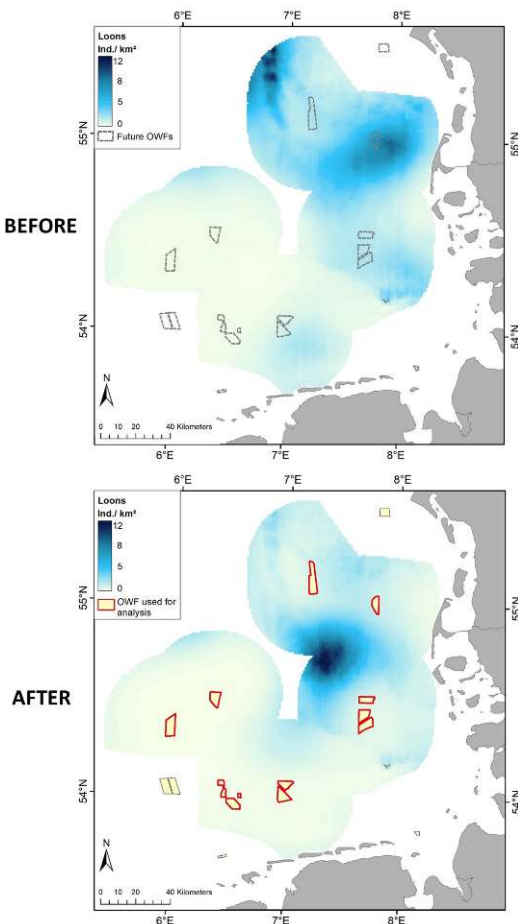 6°E 7°E 8°E
Loons
Ind./ km²
12
8
5
0
Future OWFs
55°N
55°N
BEFORE
54°N
54°N
N
0 10 20 40 Kilometers
6°E 7°E 8°E
6°E 7°E 8°E
Loons
Ind./ km²
12
8
5
0
OWF used for
analysis
55°N
55°N
AFTER
54°N
54°N
N
0 10 20 40 Kilometers
6°E 7°E 8°E